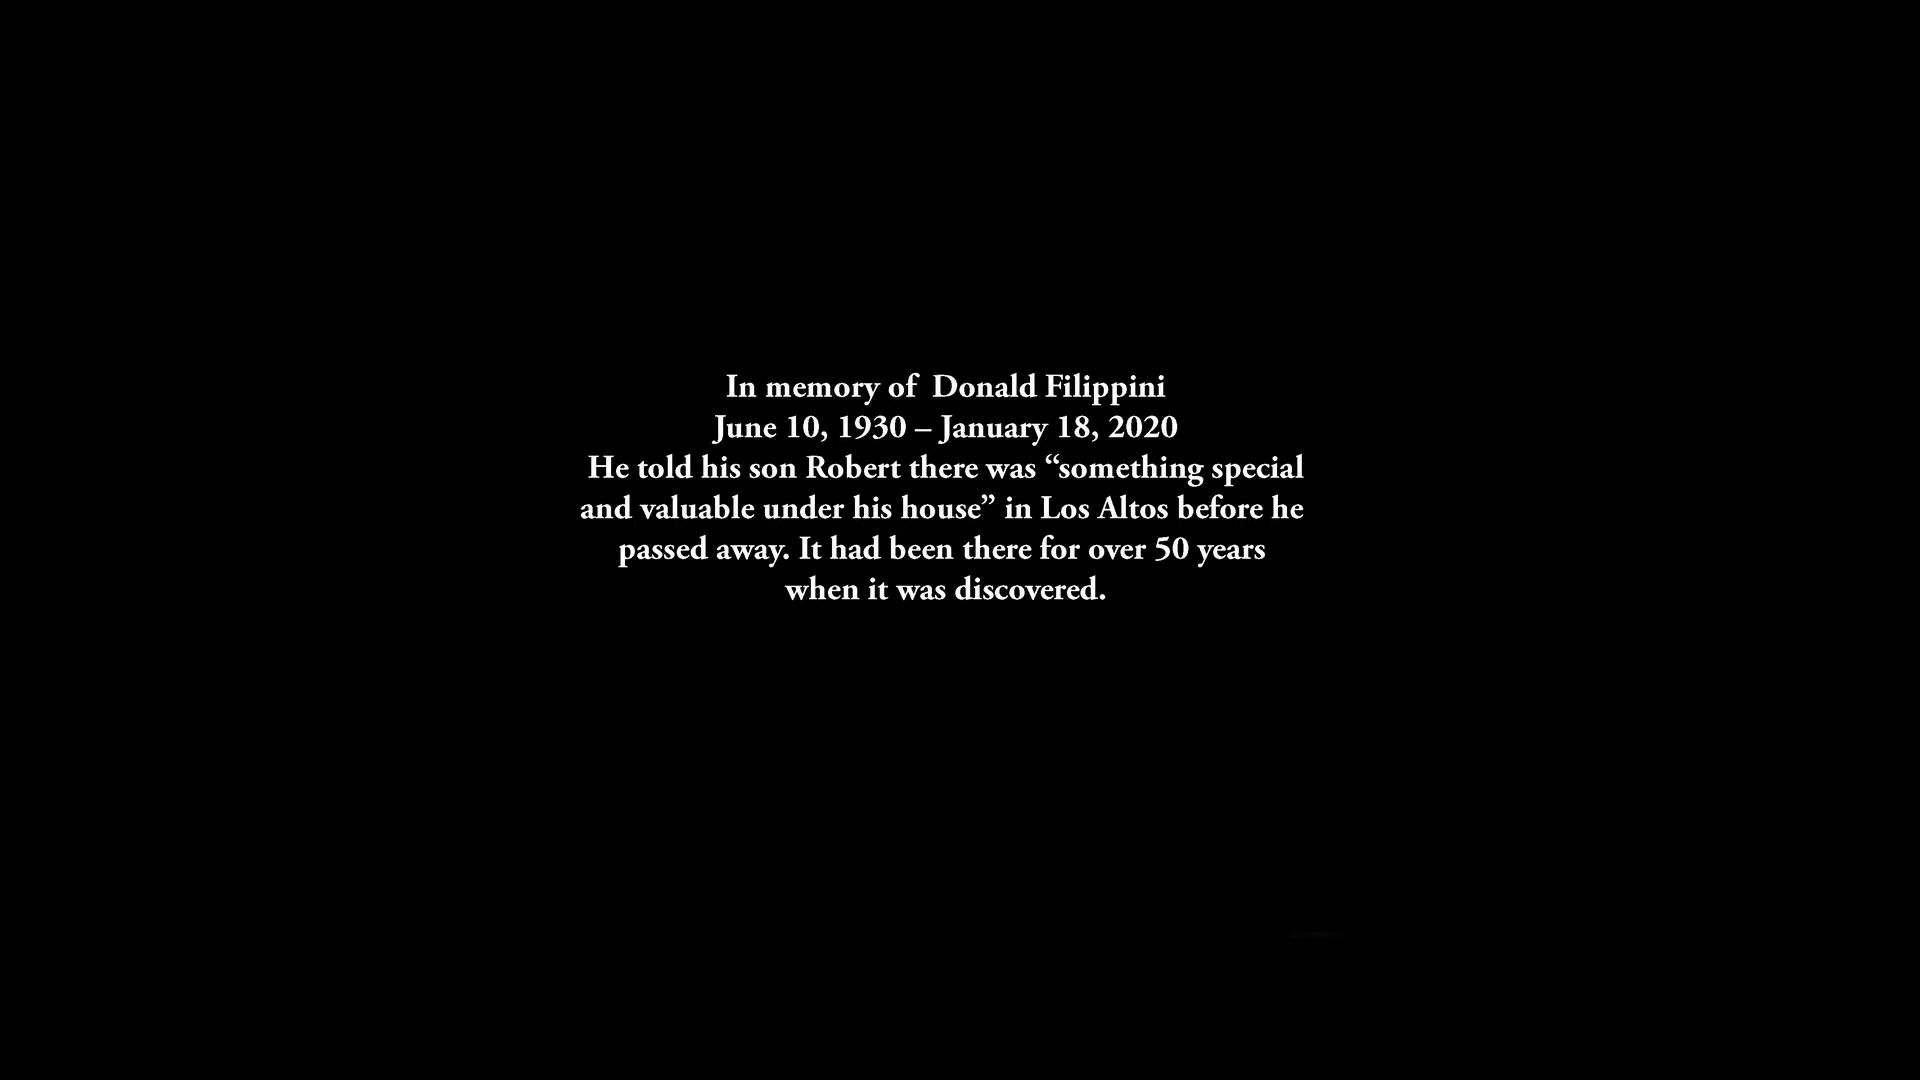 In memory of  Donald Filippini
June 10, 1930 – January 18, 2020
He told his son Robert there was “something special
and valuable under his house” in Los Altos before he
passed away. It had been there for over 50 years
when it was discovered.